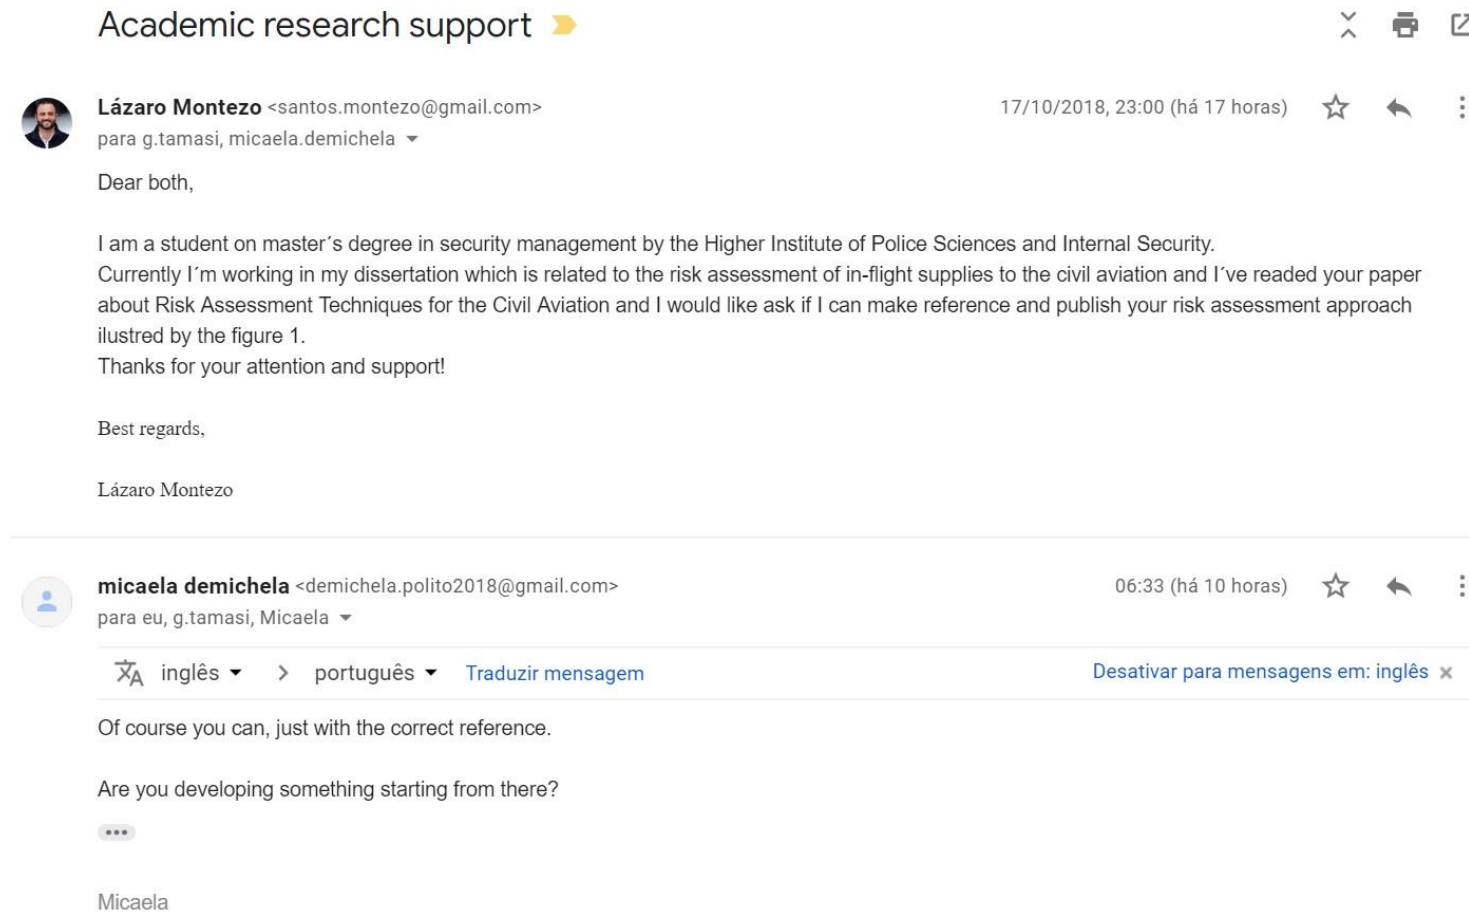 Academic research support
Lázaro Montezo <santos.montezo@gmail.com>
17/10/2018, 23:00 (há 17 horas)
para g.tamasi, micaela.demichela
Dear both,
I am a student on master´s degree in security management by the Higher Institute of Police Sciences and Internal Security.
Currently I´m working in my dissertation which is related to the risk assessment of in-flight supplies to the civil aviation and I´ve readed your paper
about Risk Assessment Techniques for the Civil Aviation and I would like ask if I can make reference and publish your risk assessment approach
ilustred by the figure 1.
Thanks for your attention and support!
Best regards,
Lázaro Montezo
micaela demichela <demichela.polito2018@gmail.com>
06:33 (há 10 horas)
para eu, g.tamasi, Micaela
inglês > português Traduzir mensagem
Desativar para mensagens em: inglês ×
Of course you can, just with the correct reference.
Are you developing something starting from there?
•••
Micaela